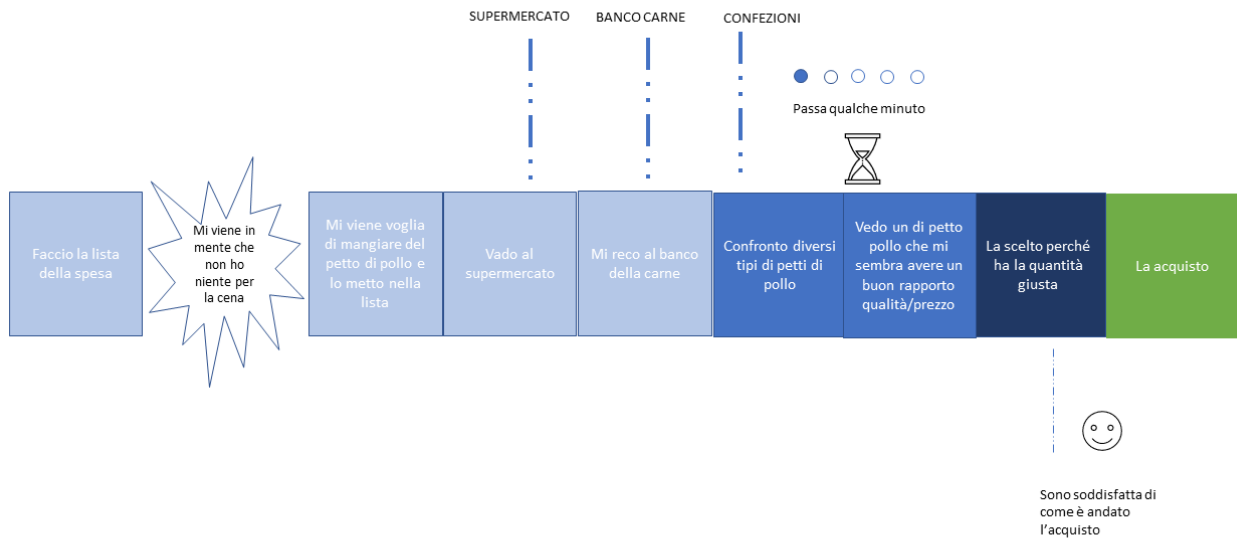 SUPERMERCATO
BANCO CARNE
CONFEZIONI
Passa qualche minuto
Faccio la lista
della spesa
Mi viene in
mente che
non ho
niente per
la cena
Mi viene voglia
di mangiare del
petto di pollo e
lo metto nella
lista
Vado al
supermercato
Mi reco al banco
della carne
Confronto diversi
tipi di petti di
pollo
Vedo un di petto
pollo che mi
sembra avere un
buon rapporto
qualità/prezzo
La scelto perché
ha la quantità
giusta
La acquisto
Sono soddisfatta di
come è andato
l’acquisto